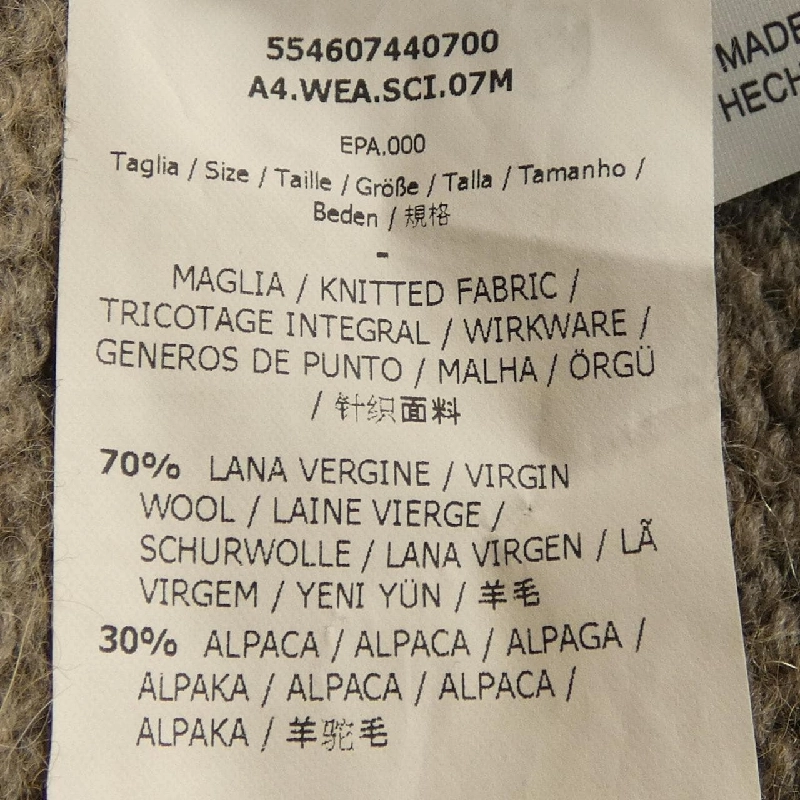 554607440700
A4.WEA.SCI.07M
EPA.000
Taglia / Size / Taille / Größe / Talla / Tamanho /
Beden / 規格
-
MAGLIA / KNITTED FABRIC /
TRICOTAGE INTEGRAL / WIRKWARE /
GENEROS DE PUNTO / MALHA / ÖRGÜ
/ 针织面料
70% LANA VERGINE / VIRGIN
WOOL / LAINE VIERGE /
SCHURWOLLE / LANA VIRGEN / LÃ
VIRGEM / YENI YÜN / 羊毛
30% ALPACA / ALPACA / ALPAGA /
ALPAKA / ALPACA / ALPACA /
ALPAKA / 羊驼毛
MADE
HECH